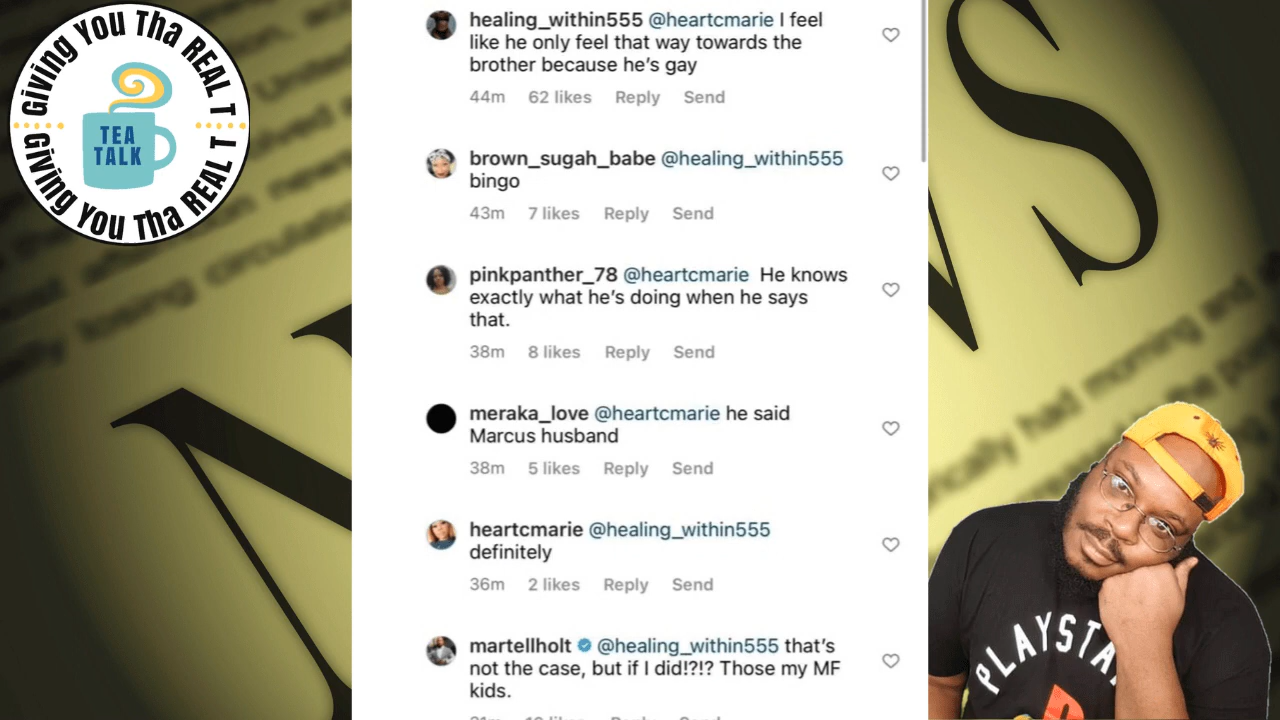 Giving You Tha REAL T
TEA
TALK
Giving You Tha REAL T
healing_within555 @heartcmarie I feel
like he only feel that way towards the
brother because he’s gay
44m 62 likes Reply Send
brown_sugah_babe @healing_within555
bingo
43m 7 likes Reply Send
pinkpanther_78 @heartcmarie He knows
exactly what he’s doing when he says
that.
38m 8 likes Reply Send
meraka_love @heartcmarie he said
Marcus husband
38m 5 likes Reply Send
heartcmarie @healing_within555
definitely
36m 2 likes Reply Send
martellholt @healing_within555 that’s
not the case, but if I did!?!? Those my MF
kids.
had morning and
PLAYSTA